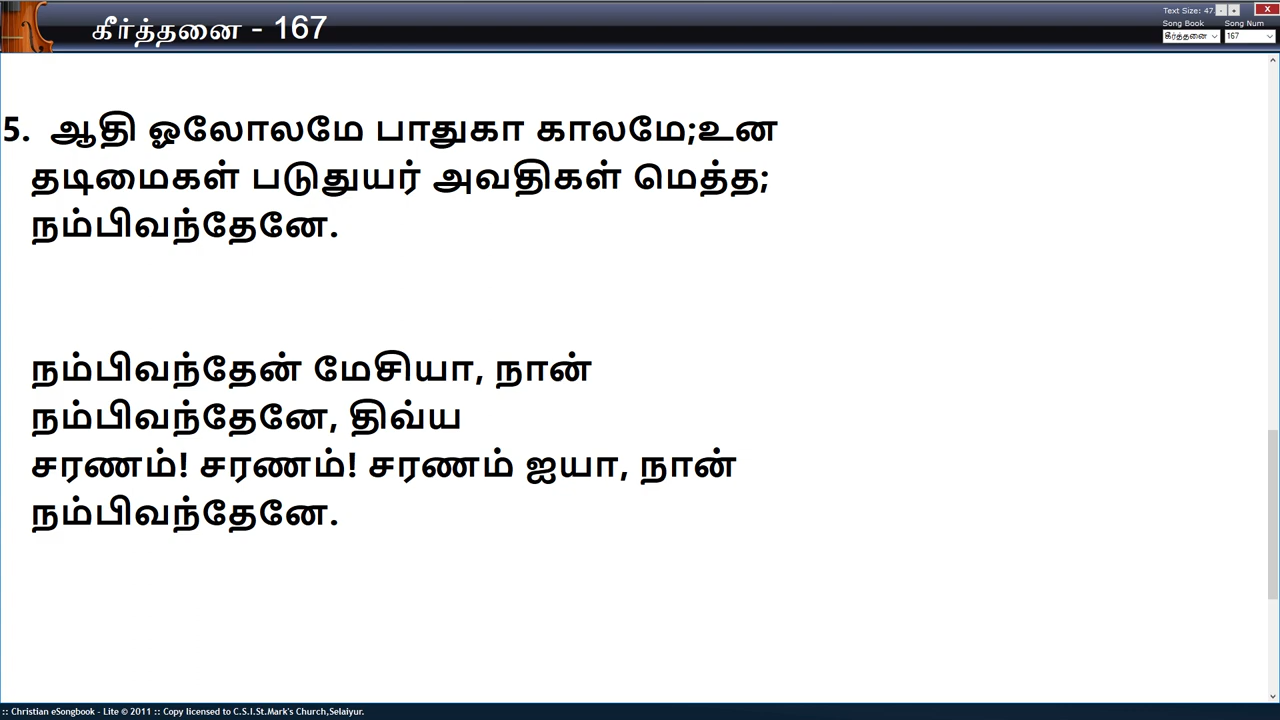 கீர்த்தனை - 167
Text Size: 47
- +
X
Song Book
Song Num
கீர்த்தனை
167
5. ஆதி ஓலோலமே பாதுகா காலமே;உன
தடிமைகள் படுதுயர் அவதிகள் மெத்த;
நம்பிவந்தேனே.
நம்பிவந்தேன் மேசியா, நான்
நம்பிவந்தேனே, திவ்ய
சரணம்! சரணம்! சரணம் ஐயா, நான்
நம்பிவந்தேனே.
:: Christian eSongbook - Lite © 2011 :: Copy licensed to C.S.I.St.Mark's Church,Selaiyur.